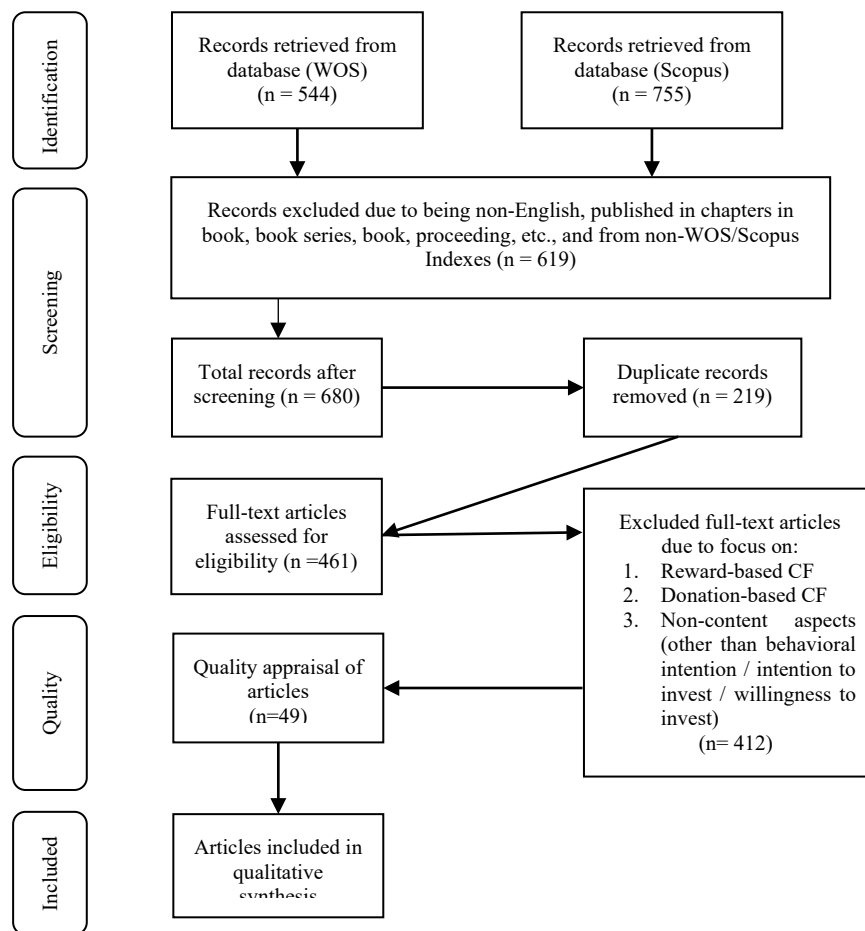 Identification
Records retrieved from
database (WOS)
(n = 544)
Records retrieved from
database (Scopus)
(n = 755)
Screening
Records excluded due to being non-English, published in chapters in
book, book series, book, proceeding, etc., and from non-WOS/Scopus
Indexes (n = 619)
Total records after
screening (n = 680)
Duplicate records
removed (n = 219)
Eligibility
Full-text articles
assessed for
eligibility (n =461)
Excluded full-text articles
due to focus on:
1. Reward-based CF
2. Donation-based CF
3. Non-content aspects
(other than behavioral
intention / intention to
invest / willingness to
invest)
(n= 412)
Quality
Quality appraisal of
articles
(n=49)
Included
Articles included in
qualitative
synthesis